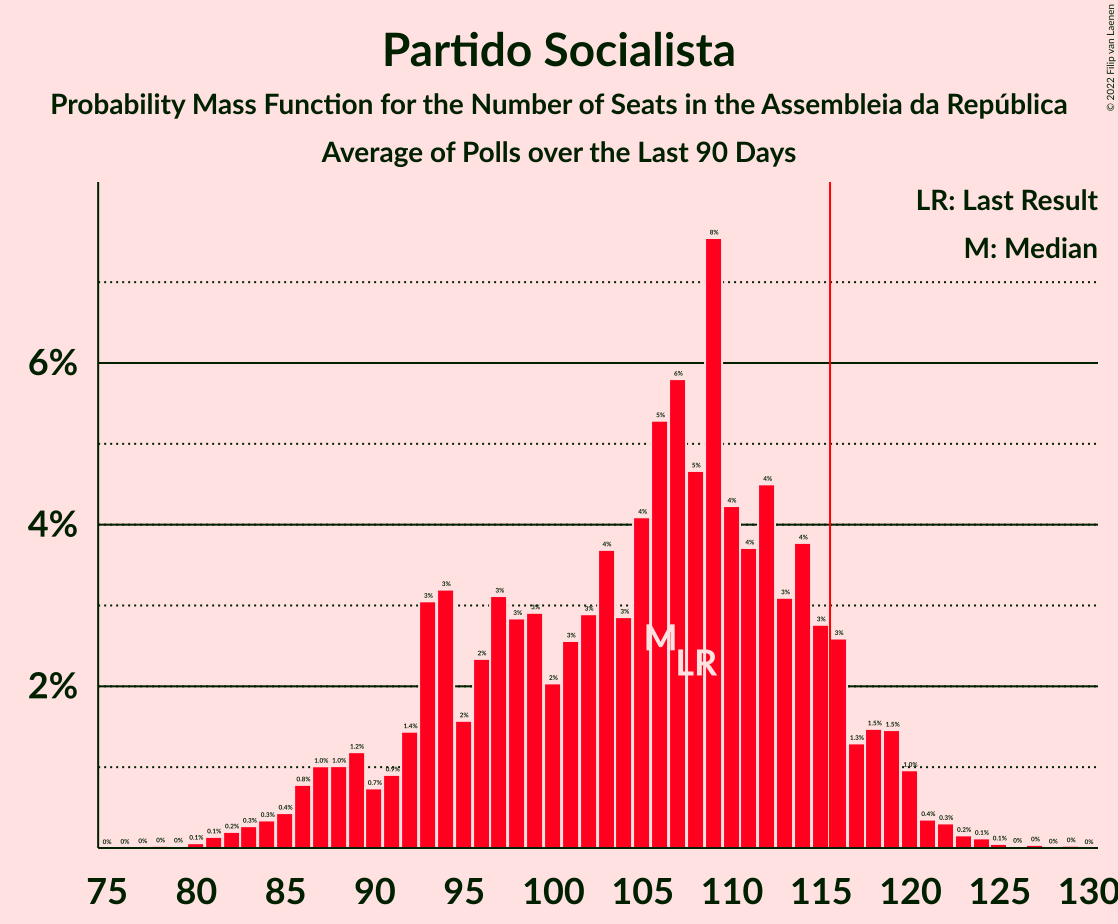 Partido Socialista
Probability Mass Function for the Number of Seats in the Assembleia da República
Average of Polls over the Last 90 Days
© 2022 Filip van Laenen
LR: Last Result
M: Median
6%
4%
2%
0% 0% 0% 0% 0% 0.1% 0.1% 0.2% 0.3% 0.3% 0.4% 0.8% 1.0% 1.0% 1.2% 0.7% 0.9% 1.4% 3% 3% 2% 2% 3% 3% 3% 2% 3% 3% 4% 3% 4% 5% 6% 5% 8% 4% 4% 4% 3% 4% 3% 3% 1.3% 1.5% 1.5% 1.0% 0.4% 0.3% 0.2% 0.1% 0.1% 0% 0% 0% 0% 0%
M
LR
75 80 85 90 95 100 105 110 115 120 125 130